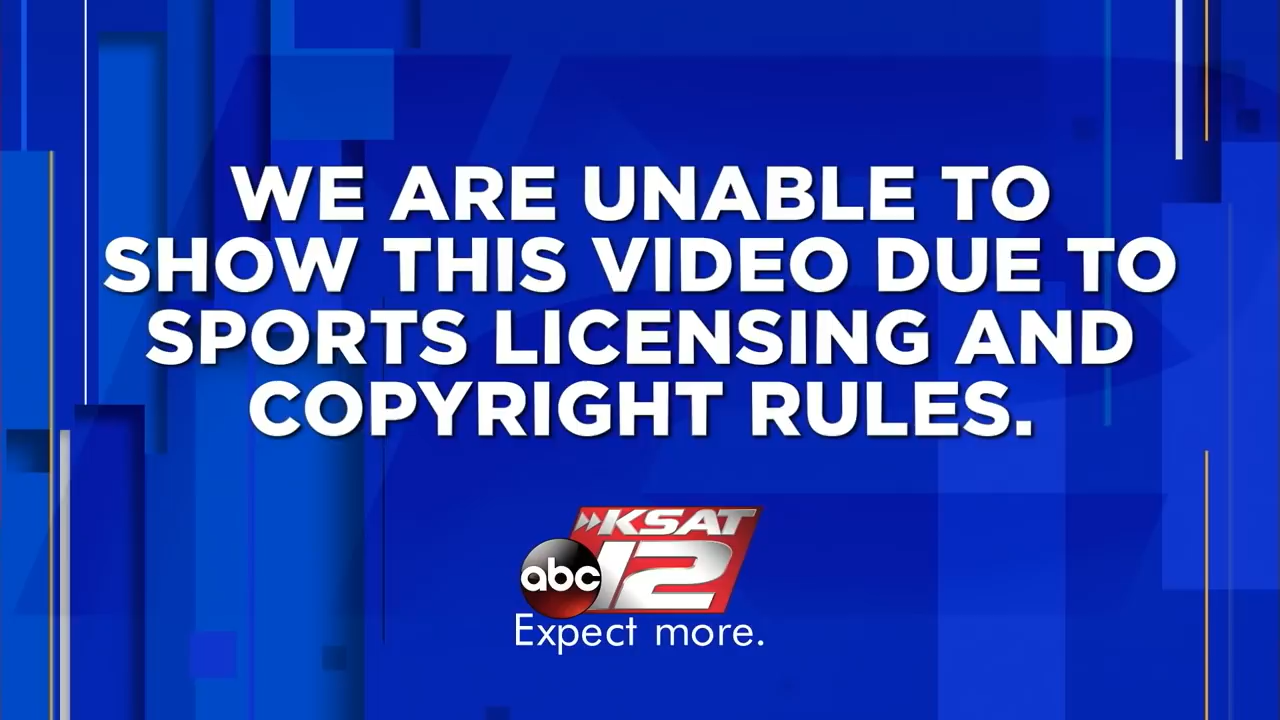 WE ARE UNABLE TO
SHOW THIS VIDEO DUE TO
SPORTS LICENSING AND
COPYRIGHT RULES.
KSAT
abc 12
Expect more.